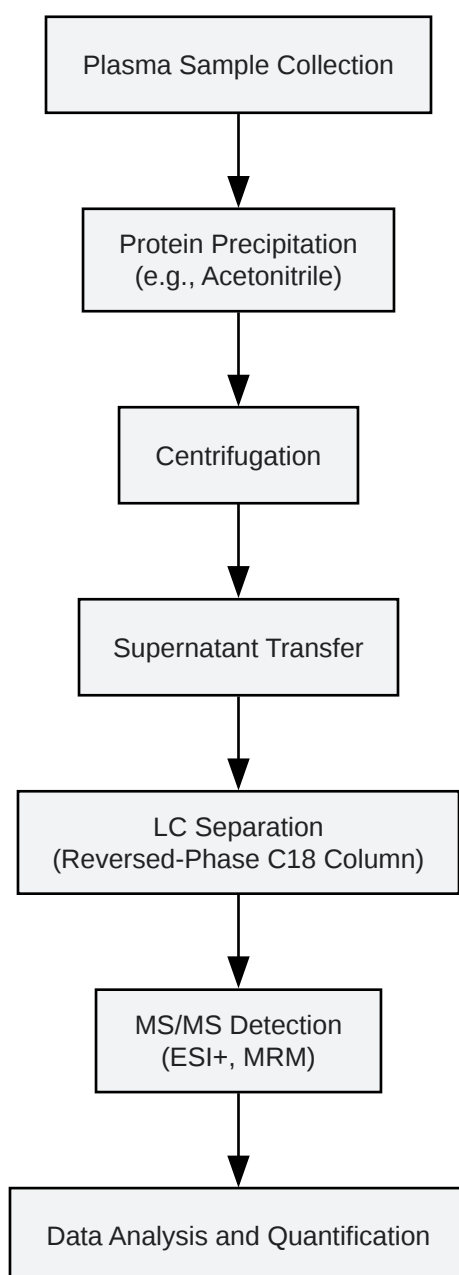 Plasma Sample Collection
Protein Precipitation
(e.g., Acetonitrile)
Centrifugation
Supernatant Transfer
LC Separation
(Reversed-Phase C18 Column)
MS/MS Detection
(ESI+, MRM)
Data Analysis and Quantification